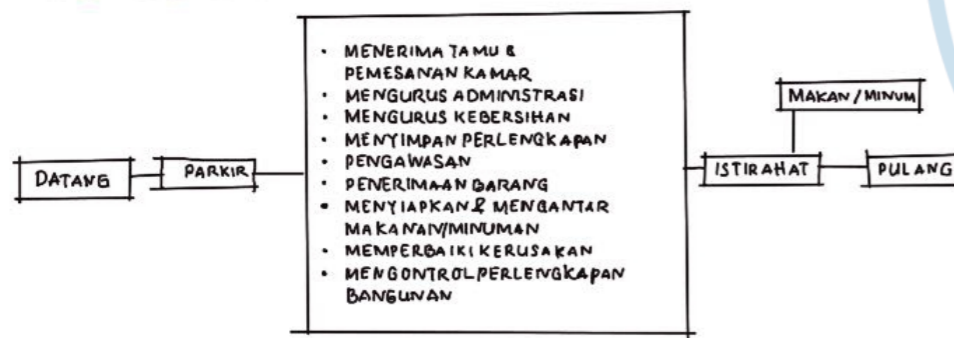 DATANG
PARKIR
• MENERIMA TAMU &
PEMESANAN KAMAR
• MENGURUS ADMINISTRASI
• MENGURUS KEBERSIHAN
• MENYIMPAN PERLENGKAPAN
• PENGAWASAN
• PENERIMAAN BARANG
• MENYIAPKAN & MENGANTAR
MAKANAN/MINUMAN
• MEMPERBAIKI KERUSAKAN
• MENGONTROL PERLENGKAPAN
BANGUNAN
ISTIRAHAT
MAKAN/MINUM
PULANG